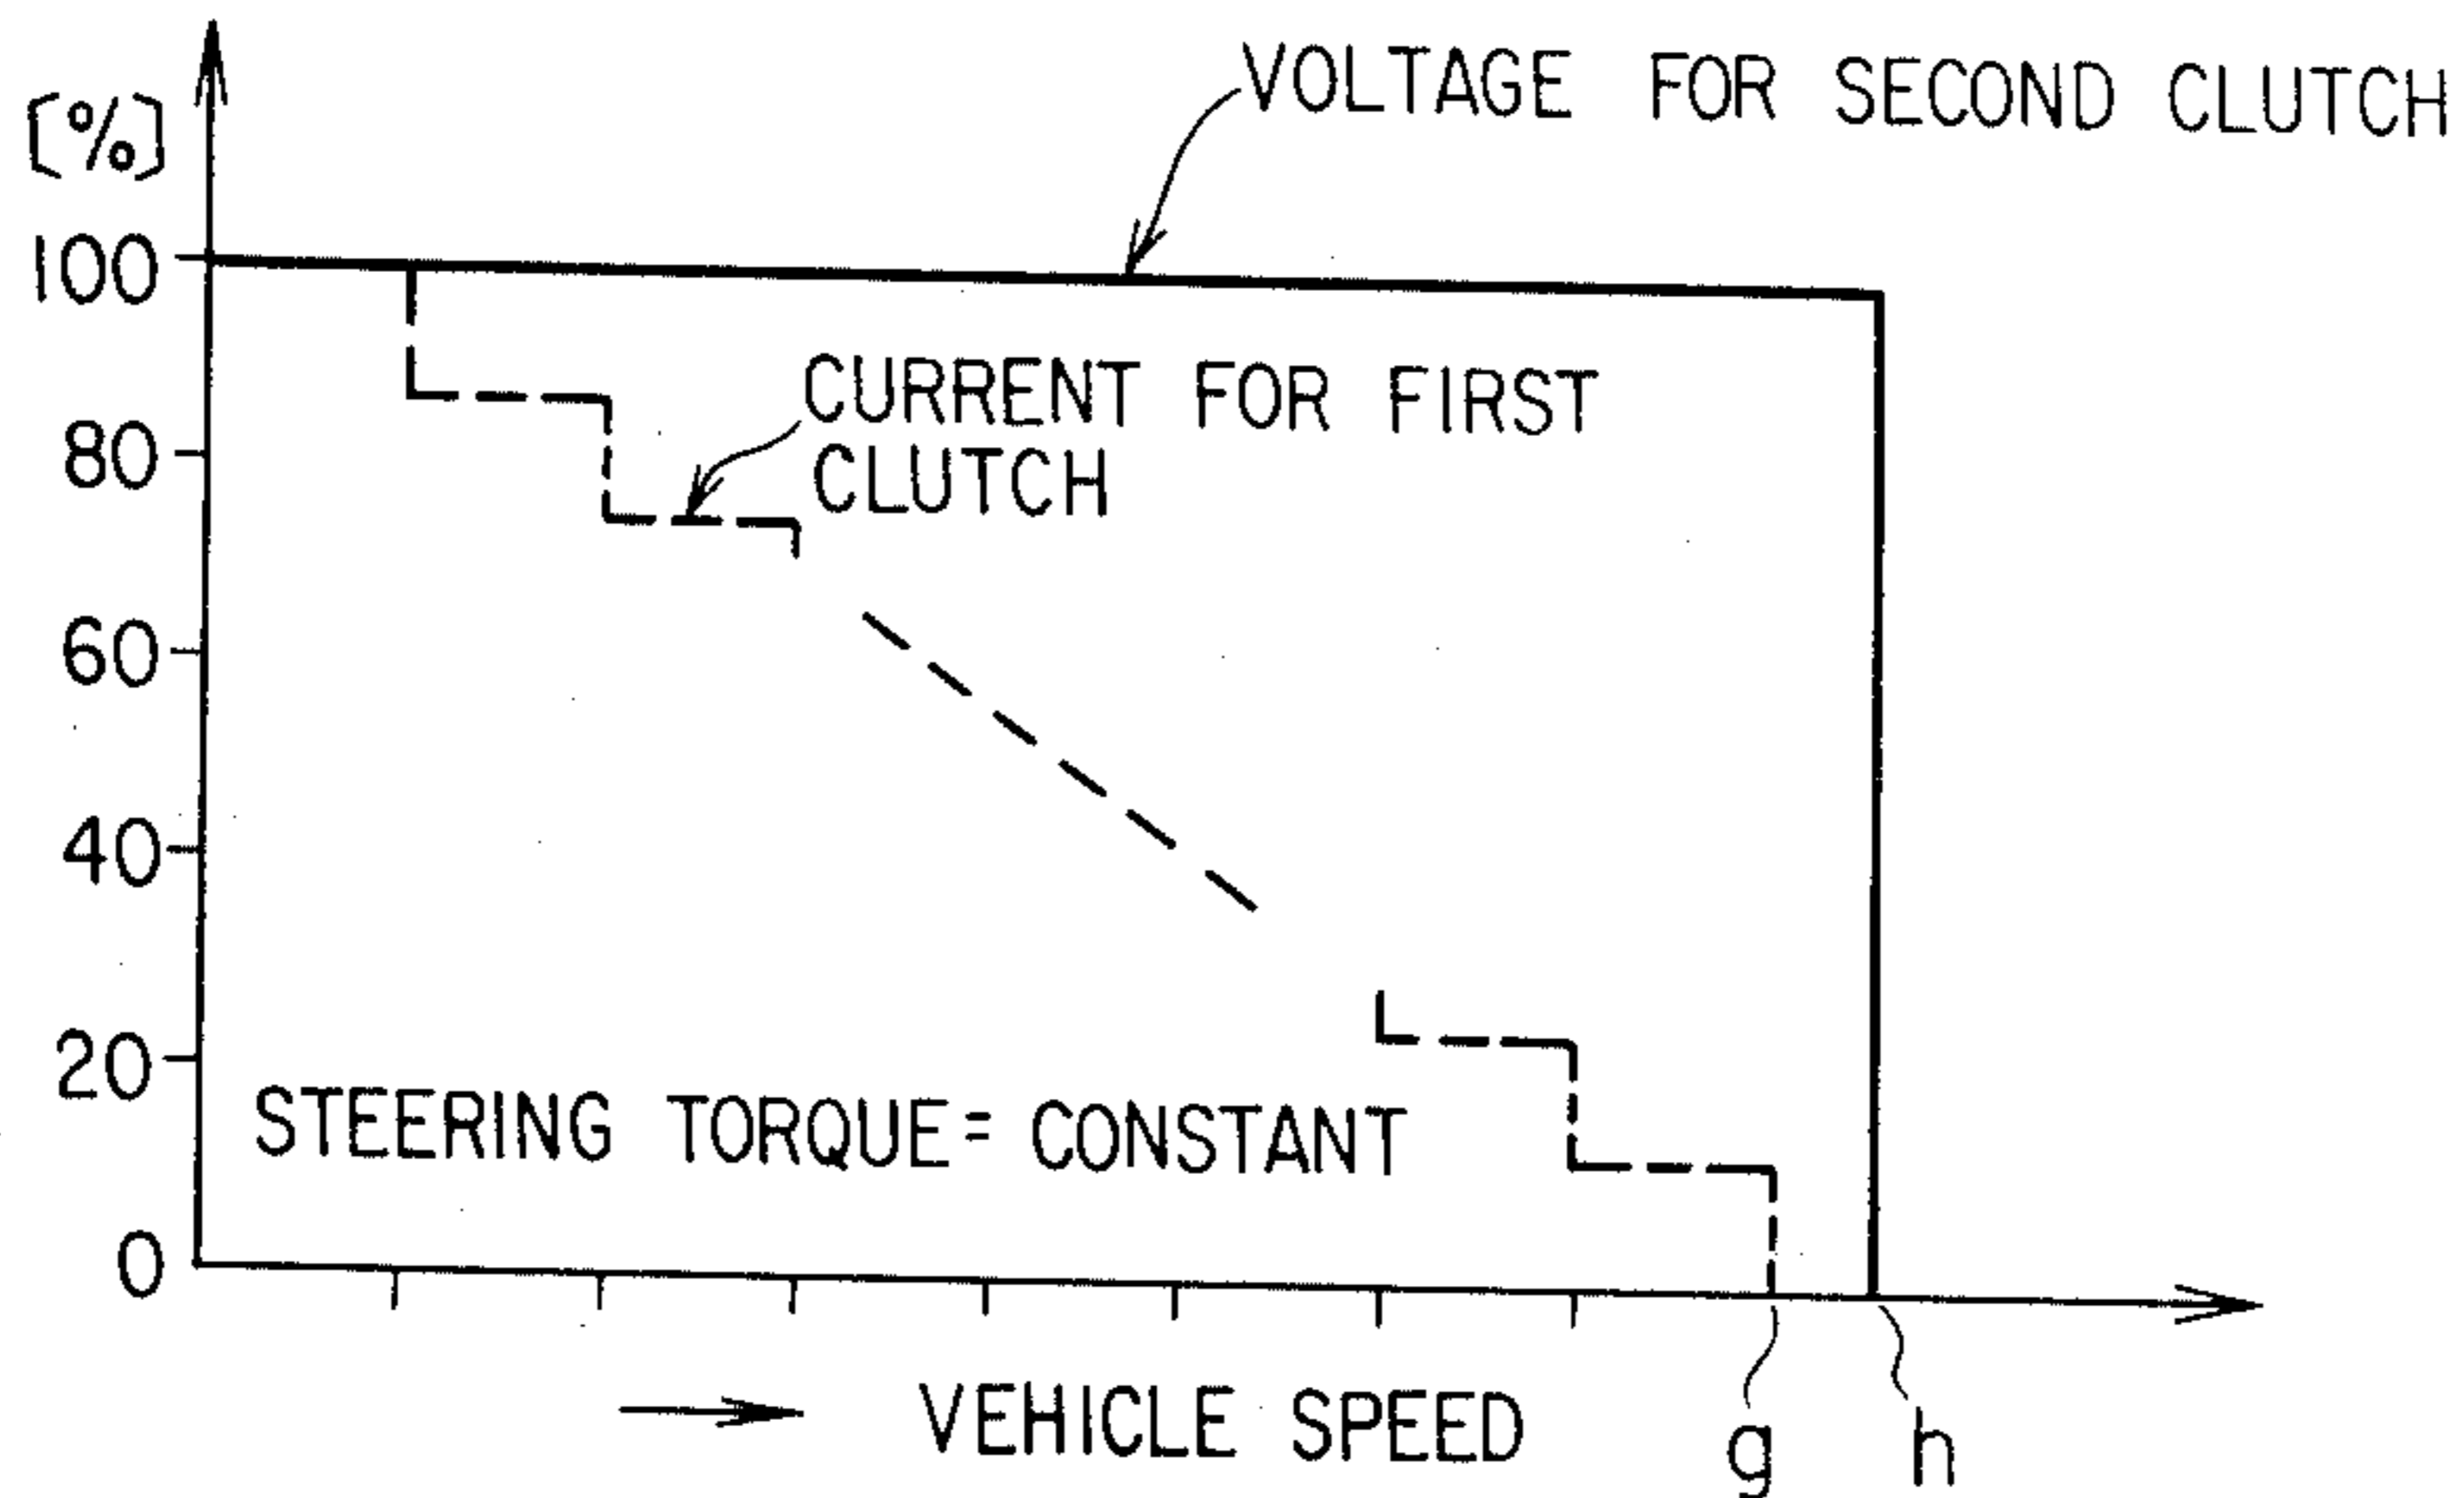 VOLTAGE FOR SECOND CLUTCH
[%]
100
CURRENT FOR FIRST
CLUTCH
80
60
40
20
STEERING TORQUE = CONSTANT
0
VEHICLE SPEED
g
h